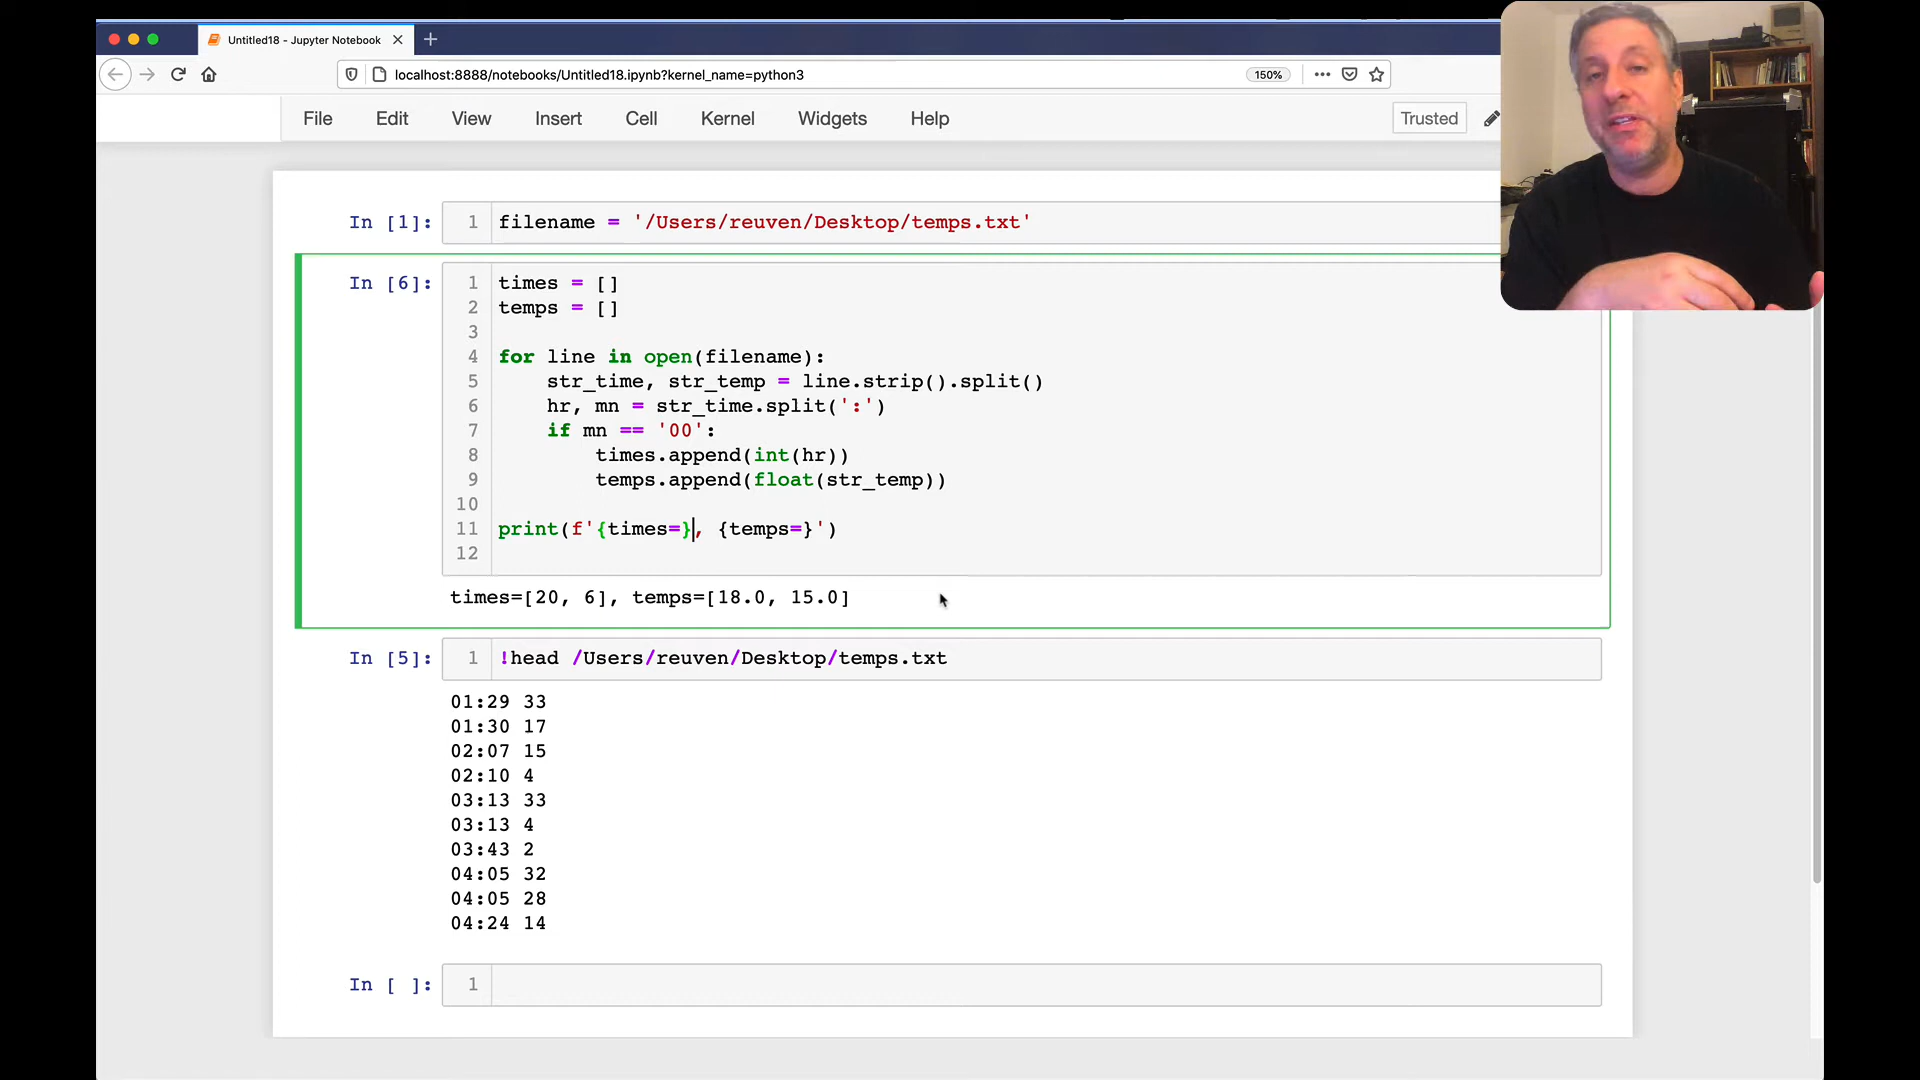 Untitled18 - Jupyter Notebook
localhost:8888/notebooks/Untitled18.ipynb?kernel_name=python3
150%
File Edit View Insert Cell Kernel Widgets Help
Trusted
In [1]:
1 filename = '/Users/reuven/Desktop/temps.txt'
In [6]:
1 times = []
2 temps = []
3
4 for line in open(filename):
5 str_time, str_temp = line.strip().split()
6 hr, mn = str_time.split(':')
7 if mn == '00':
8 times.append(int(hr))
9 temps.append(float(str_temp))
10
11 print(f'{times=}, {temps=}')
12
times=[20, 6], temps=[18.0, 15.0]
In [5]:
1 !head /Users/reuven/Desktop/temps.txt
01:29 33
01:30 17
02:07 15
02:10 4
03:13 33
03:13 4
03:43 2
04:05 32
04:05 28
04:24 14
In [ ]:
1